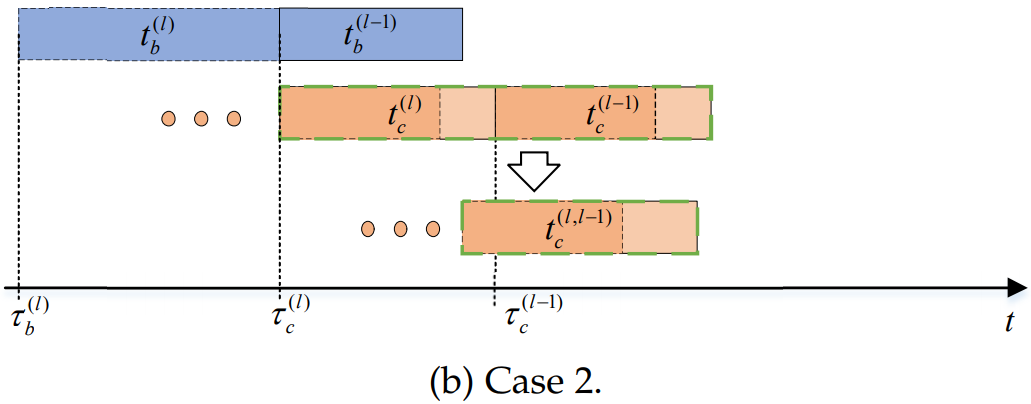 t_b^{(l)} t_b^{(l-1)}
t_c^{(l)} t_c^{(l-1)}
t_c^{(l,l-1)}
τ_b^{(l)} τ_c^{(l)} τ_c^{(l-1)} t
(b) Case 2.